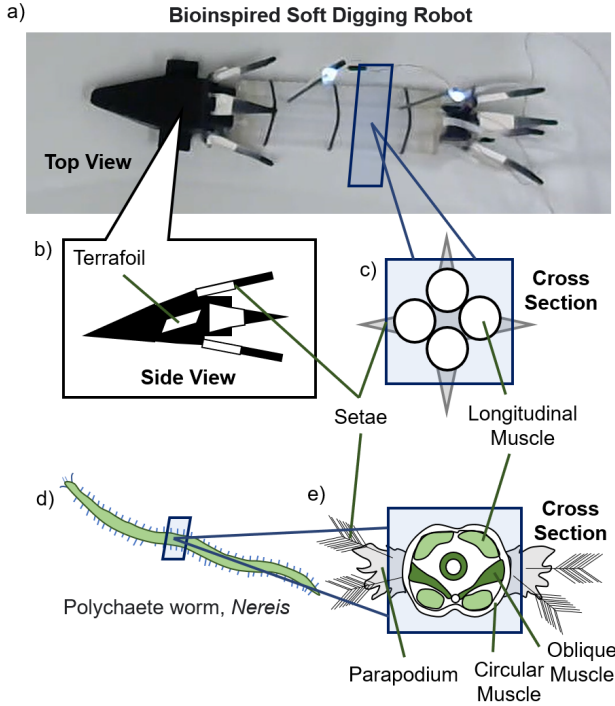 a)
Bioinspired Soft Digging Robot
Top View
b)
Terrafoil
Side View
c)
Cross
Section
Setae
Longitudinal
Muscle
d)
Polychaete worm, Nereis
e)
Cross
Section
Parapodium
Circular
Muscle
Oblique
Muscle